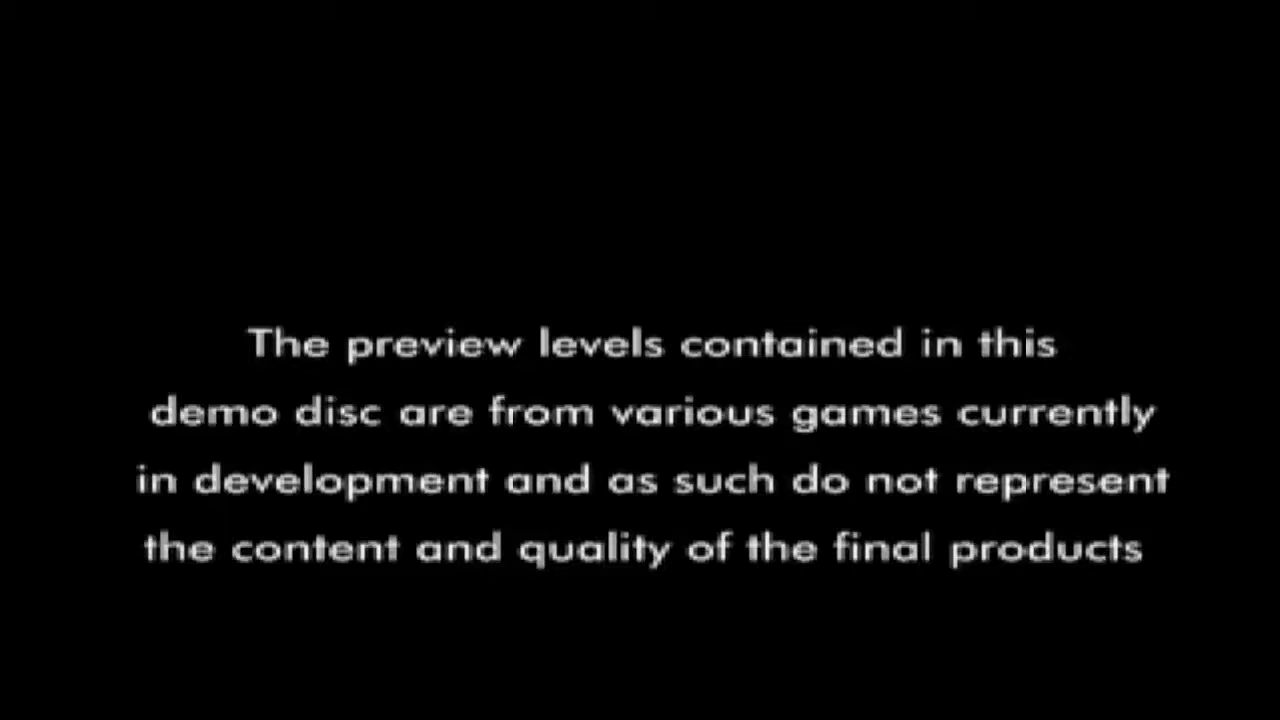 The preview levels contained in this
demo disc are from various games currently
in development and as such do not represent
the content and quality of the final products